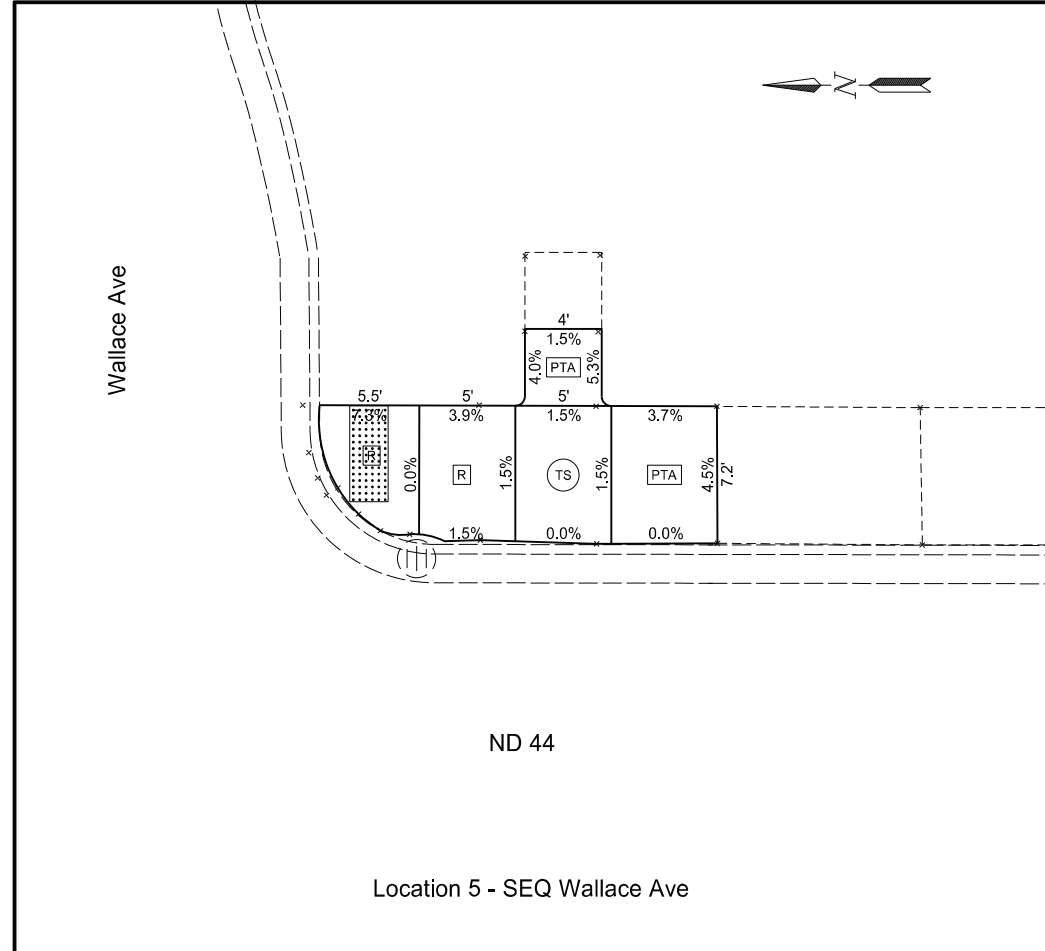 N
Wallace Ave
4'
1.5%
4.0%
PTA
5.3%
5.5'
5'
5'
7.3%
3.9%
1.5%
3.7%
R
0.0%
R
1.5%
TS
1.5%
PTA
4.5%
7.2'
1.5%
0.0%
0.0%
ND 44
Location 5 - SEQ Wallace Ave